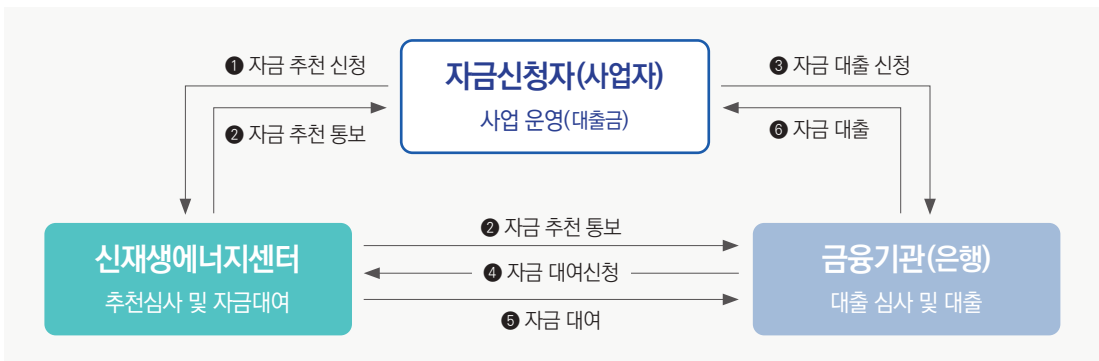 ❶ 자금 추천 신청
자금신청자(사업자)
사업 운영(대출금)
❸ 자금 대출 신청
❷ 자금 추천 통보
❻ 자금 대출
신재생에너지센터
추천심사 및 자금대여
❷ 자금 추천 통보
❹ 자금 대여신청
❺ 자금 대여
금융기관(은행)
대출 심사 및 대출